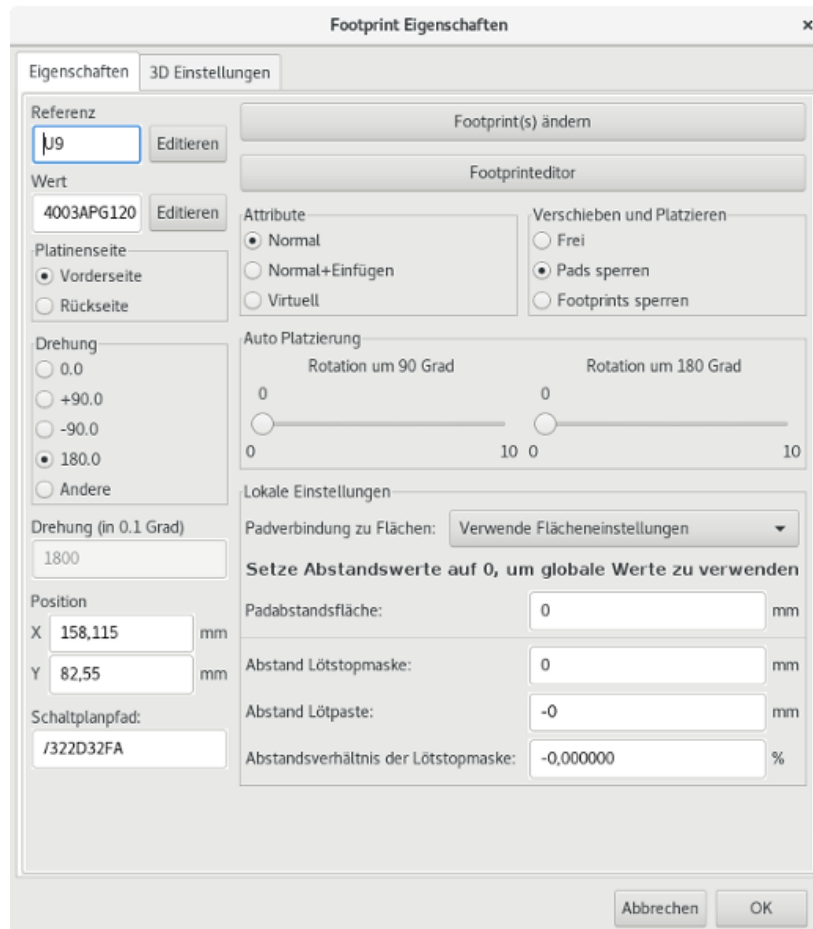 Footprint Eigenschaften
×
Eigenschaften
3D Einstellungen
Referenz
U9
Editieren
Wert
4003APG120
Editieren
Platinenseite
Vorderseite
Rückseite
Drehung
0.0
+90.0
-90.0
180.0
Andere
Drehung (in 0.1 Grad)
1800
Position
X 158,115 mm
Y 82,55 mm
Schaltplanpfad:
/322D32FA
Footprint(s) ändern
Footprinteditor
Attribute
Normal
Normal+Einfügen
Virtuell
Verschieben und Platzieren
Frei
Pads sperren
Footprints sperren
Auto Platzierung
Rotation um 90 Grad
0
0 10
Rotation um 180 Grad
0
0 10
Lokale Einstellungen
Padverbindung zu Flächen: Verwende Flächeneinstellungen
Setze Abstandswerte auf 0, um globale Werte zu verwenden
Padabstandsfläche: 0 mm
Abstand Lötstopmaske: 0 mm
Abstand Lötpaste: -0 mm
Abstandsverhältnis der Lötstopmaske: -0,000000 %
Abbrechen
OK